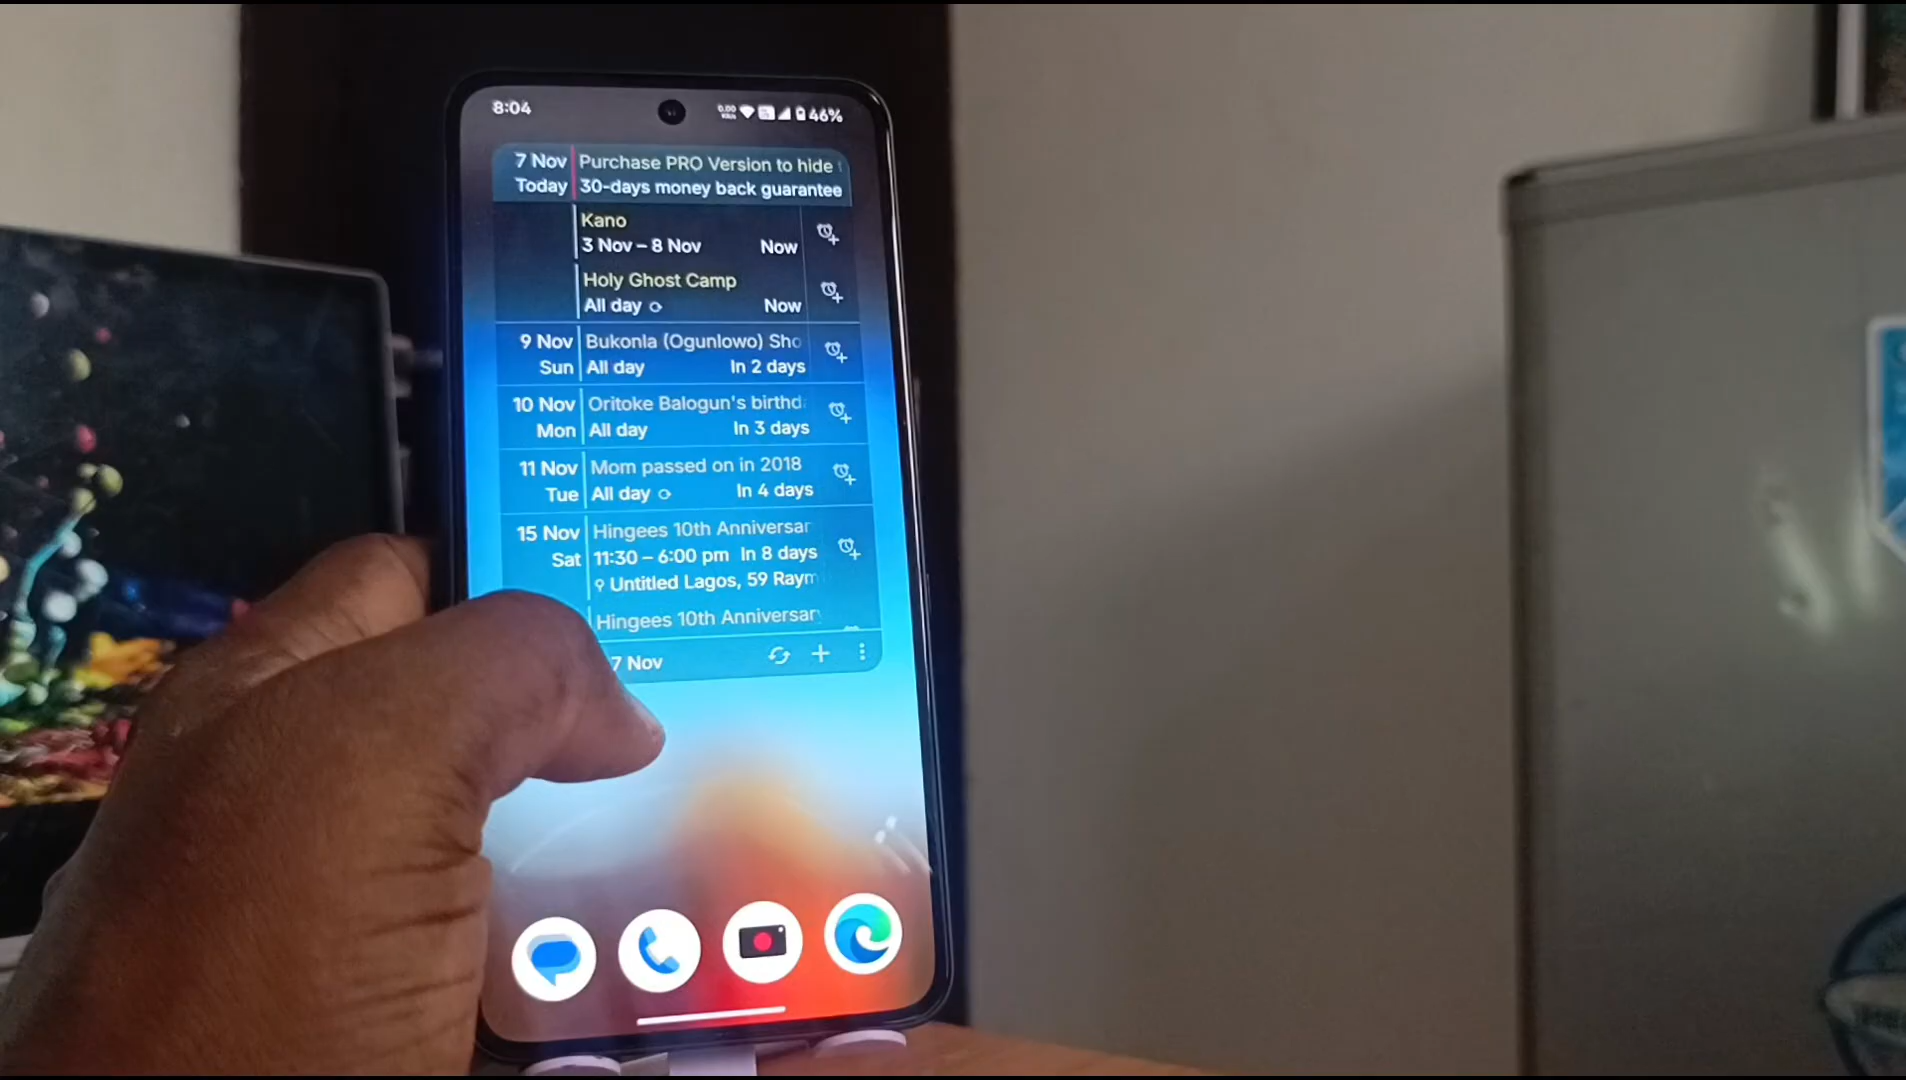 8:04
0.00
46%
7 Nov Purchase PRO Version to hide
Today 30-days money back guarantee
Kano
3 Nov – 8 Nov Now
Holy Ghost Camp
All day Now
9 Nov Bukonla (Ogunlowo) Sho
Sun All day In 2 days
10 Nov Oritoke Balogun's birthd
Mon All day In 3 days
11 Nov Mom passed on in 2018
Tue All day In 4 days
15 Nov Hingees 10th Anniversar
Sat 11:30 – 6:00 pm In 8 days
Untitled Lagos, 59 Raym
Hingees 10th Anniversary
7 Nov